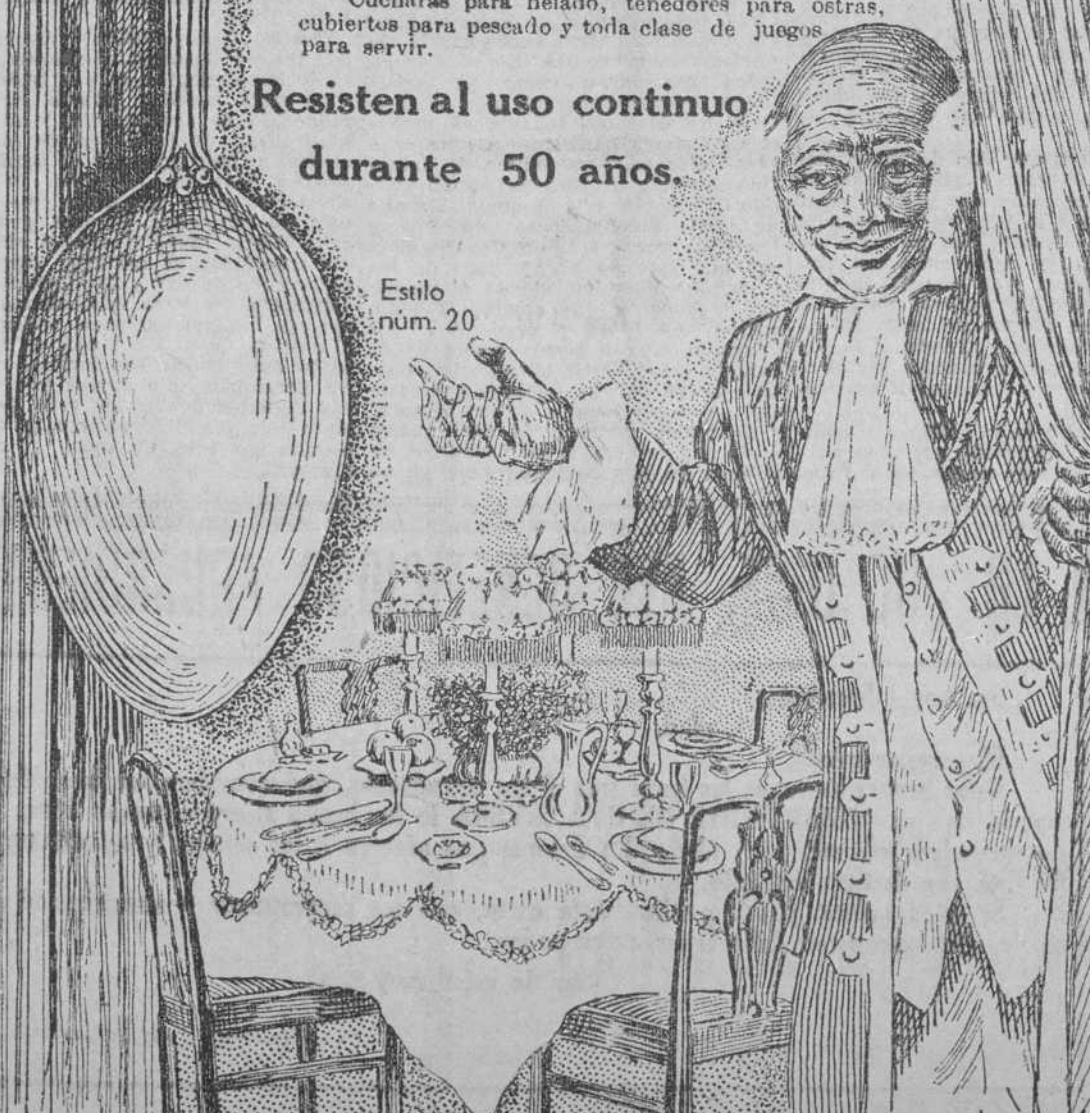 Cucharas para helado, tenedores para ostras,
cubiertos para pescado y toda clase de juegos
para servir.
Resisten al uso continuo
durante 50 años.
Estilo
núm. 20